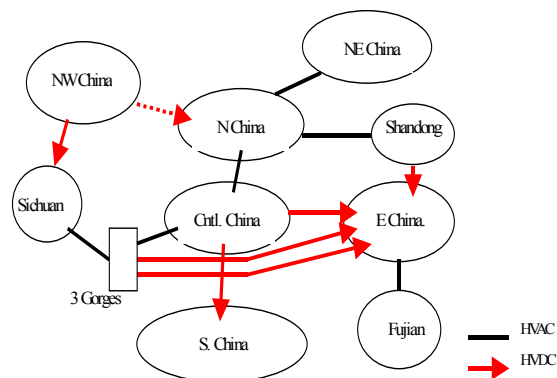 NE China
NW China
N China
Shandong
Sichuan
Cntl. China
E China.
3 Gorges
S. China
Fujian
HVAC
HVDC